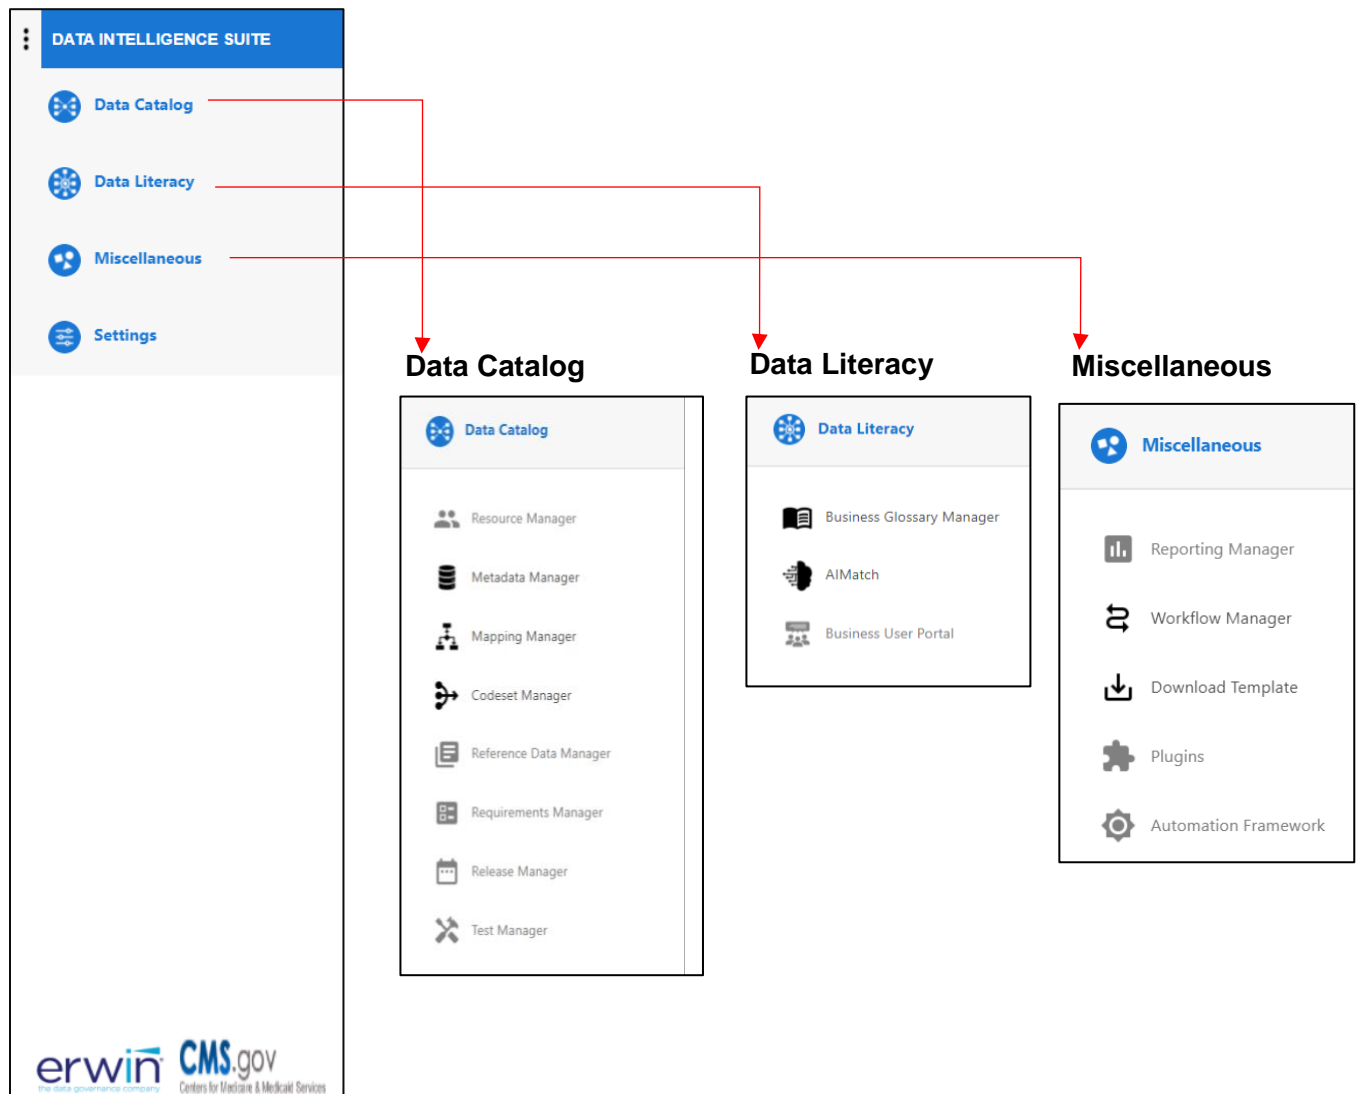 DATA INTELLIGENCE SUITE
Data Catalog
Data Literacy
Miscellaneous
Settings
Data Catalog
Data Literacy
Miscellaneous
Data Catalog
Resource Manager
Metadata Manager
Mapping Manager
Codeset Manager
Reference Data Manager
Requirements Manager
Release Manager
Test Manager
Data Literacy
Business Glossary Manager
AIMatch
Business User Portal
Miscellaneous
Reporting Manager
Workflow Manager
Download Template
Plugins
Automation Framework
erwin
the data governance company
CMS.gov
Centers for Medicare & Medicaid Services